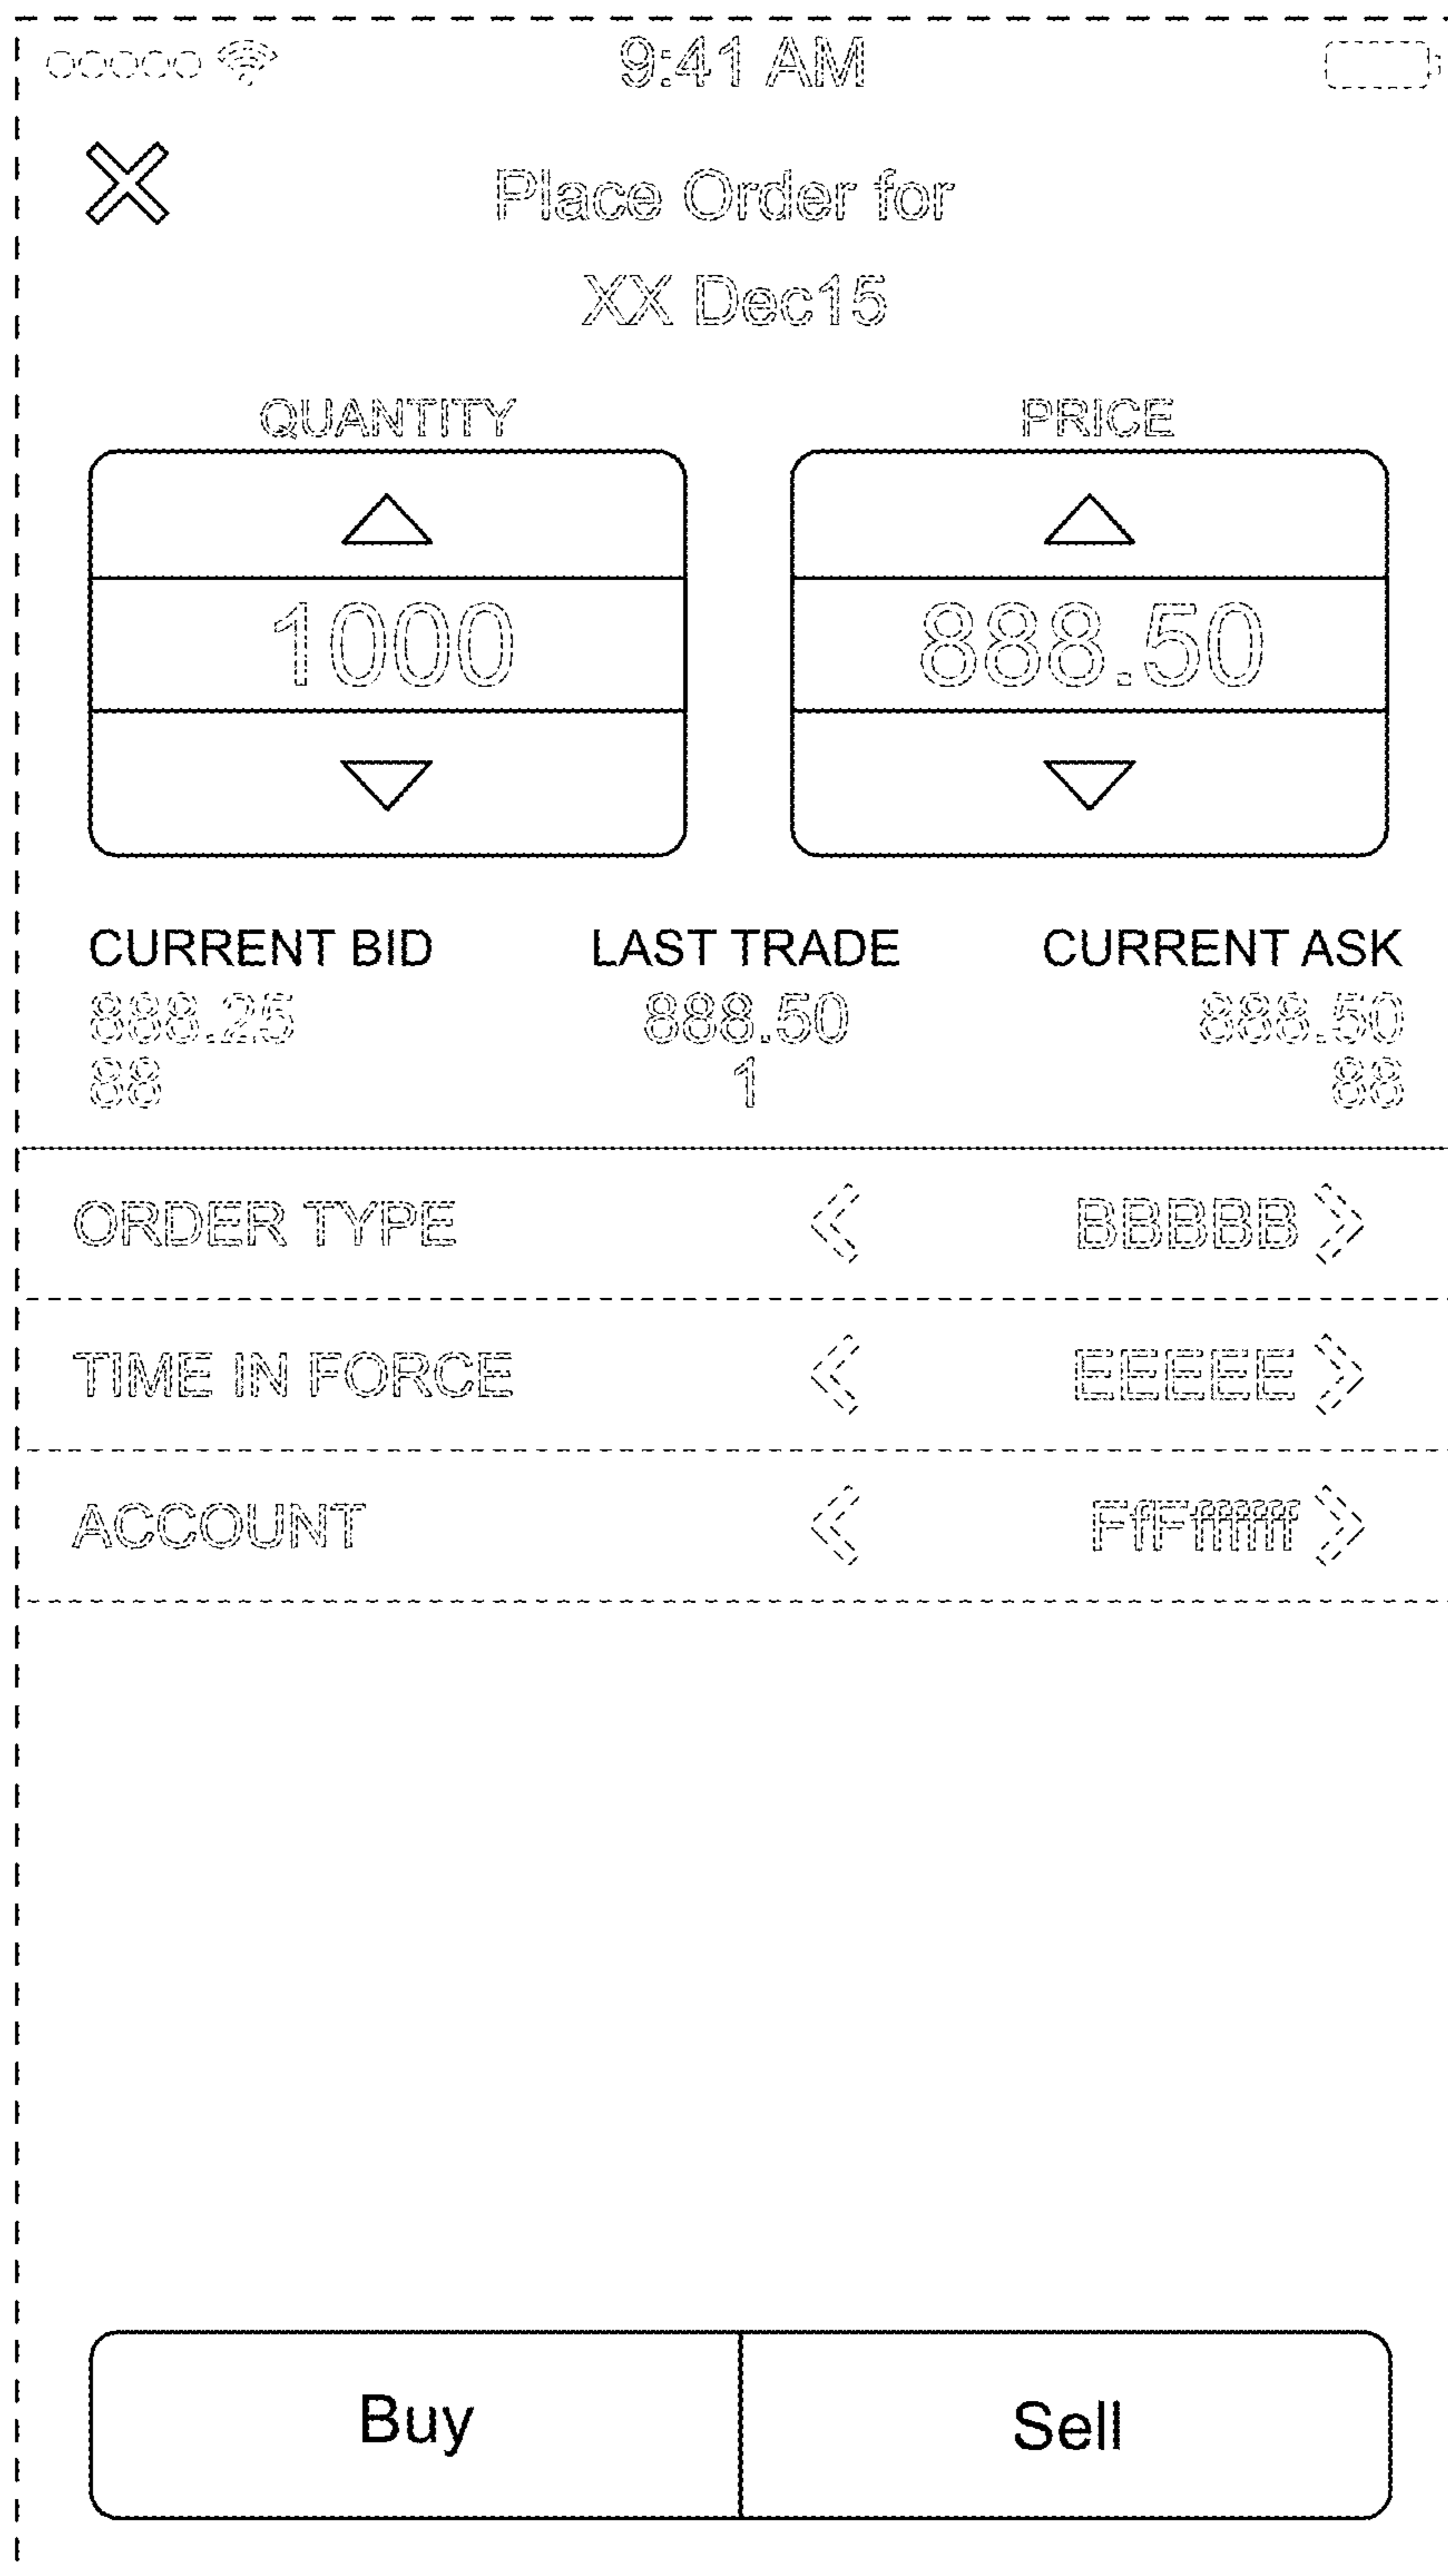 9:41 AM
Place Order for
XX Dec15
QUANTITY PRICE
1000 888.50
CURRENT BID LAST TRADE CURRENT ASK
888.25 888.50 888.50
88 1 88
ORDER TYPE BBBBB
TIME IN FORCE EEEEE
ACCOUNT
Buy Sell